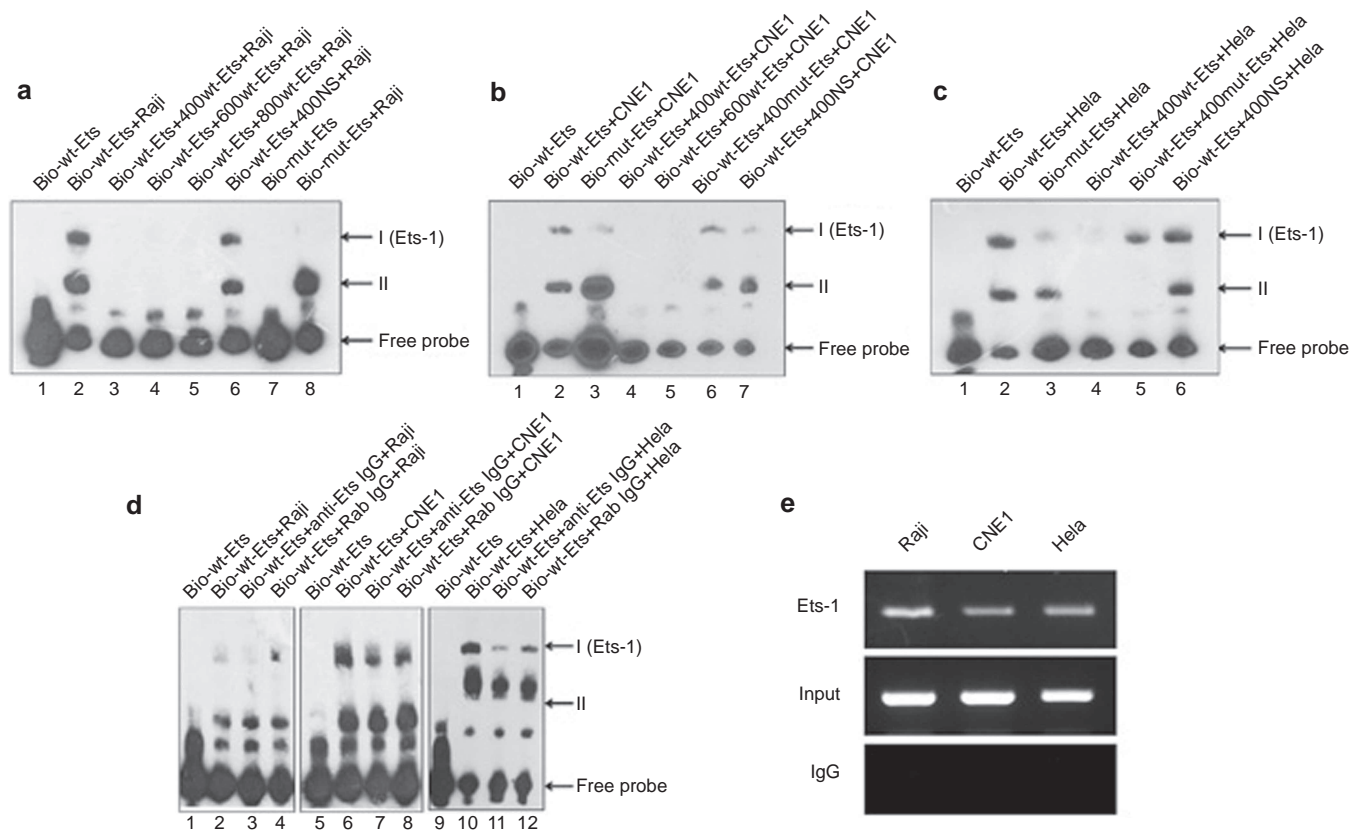 a
Bio-wt-Ets
Bio-wt-Ets+Raji
Bio-wt-Ets+400wt-Ets+Raji
Bio-wt-Ets+600wt-Ets+Raji
Bio-wt-Ets+800wt-Ets+Raji
Bio-wt-Ets+400NS+Raji
Bio-mut-Ets
Bio-mut-Ets+Raji
I (Ets-1)
II
Free probe
1 2 3 4 5 6 7 8
b
Bio-wt-Ets
Bio-wt-Ets+CNE1
Bio-mut-Ets+CNE1
Bio-wt-Ets+400wt-Ets+CNE1
Bio-wt-Ets+600wt-Ets+CNE1
Bio-wt-Ets+400mut-Ets+CNE1
Bio-wt-Ets+400NS+CNE1
I (Ets-1)
II
Free probe
1 2 3 4 5 6 7
c
Bio-wt-Ets
Bio-wt-Ets+Hela
Bio-mut-Ets+Hela
Bio-wt-Ets+400wt-Ets+Hela
Bio-wt-Ets+400mut-Ets+Hela
Bio-wt-Ets+400NS+Hela
I (Ets-1)
II
Free probe
1 2 3 4 5 6
d
Bio-wt-Ets
Bio-wt-Ets+Raji
Bio-wt-Ets+anti-Ets IgG+Raji
Bio-wt-Ets+Rab IgG+Raji
Bio-wt-Ets
Bio-wt-Ets+CNE1
Bio-wt-Ets+anti-Ets IgG+CNE1
Bio-wt-Ets+Rab IgG+CNE1
Bio-wt-Ets
Bio-wt-Ets+Hela
Bio-wt-Ets+anti-Ets IgG+Hela
Bio-wt-Ets+Rab IgG+Hela
I (Ets-1)
II
Free probe
1 2 3 4 5 6 7 8 9 10 11 12
e
Raji CNE1 Hela
Ets-1
Input
IgG